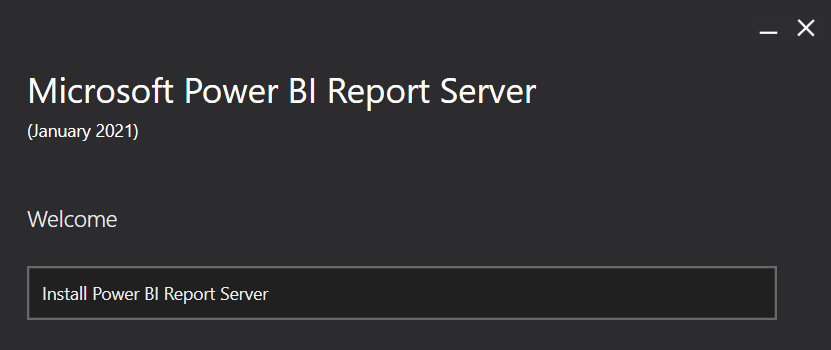 Microsoft Power BI Report Server
(January 2021)
Welcome
Install Power BI Report Server